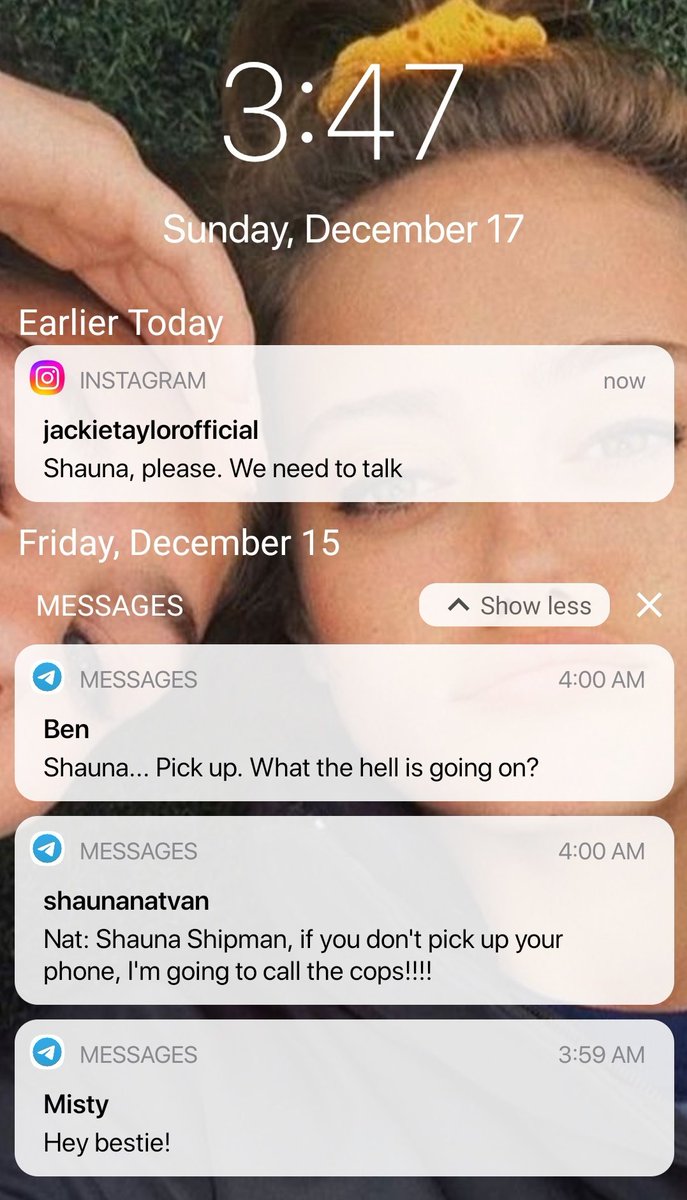 3:47
Sunday, December 17
Earlier Today
INSTAGRAM now
jackietaylorofficial
Shauna, please. We need to talk
Friday, December 15
MESSAGES Show less
MESSAGES 4:00 AM
Ben
Shauna... Pick up. What the hell is going on?
MESSAGES 4:00 AM
shaunanatvan
Nat: Shauna Shipman, if you don't pick up your
phone, I'm going to call the cops!!!!
MESSAGES 3:59 AM
Misty
Hey bestie!